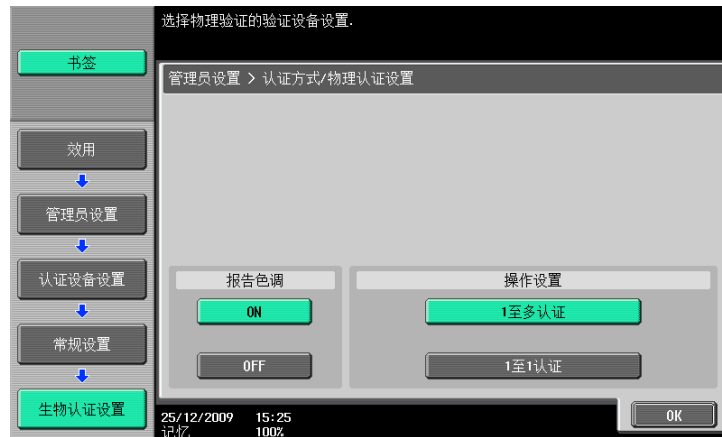 选择物理验证的验证设备设置.
书签
管理员设置 > 认证方式/物理认证设置
效用
管理员设置
认证设备设置
常规设置
生物认证设置
报告色调
ON
OFF
操作设置
1至多认证
1至1认证
25/12/2009 15:25
记忆 100%
OK